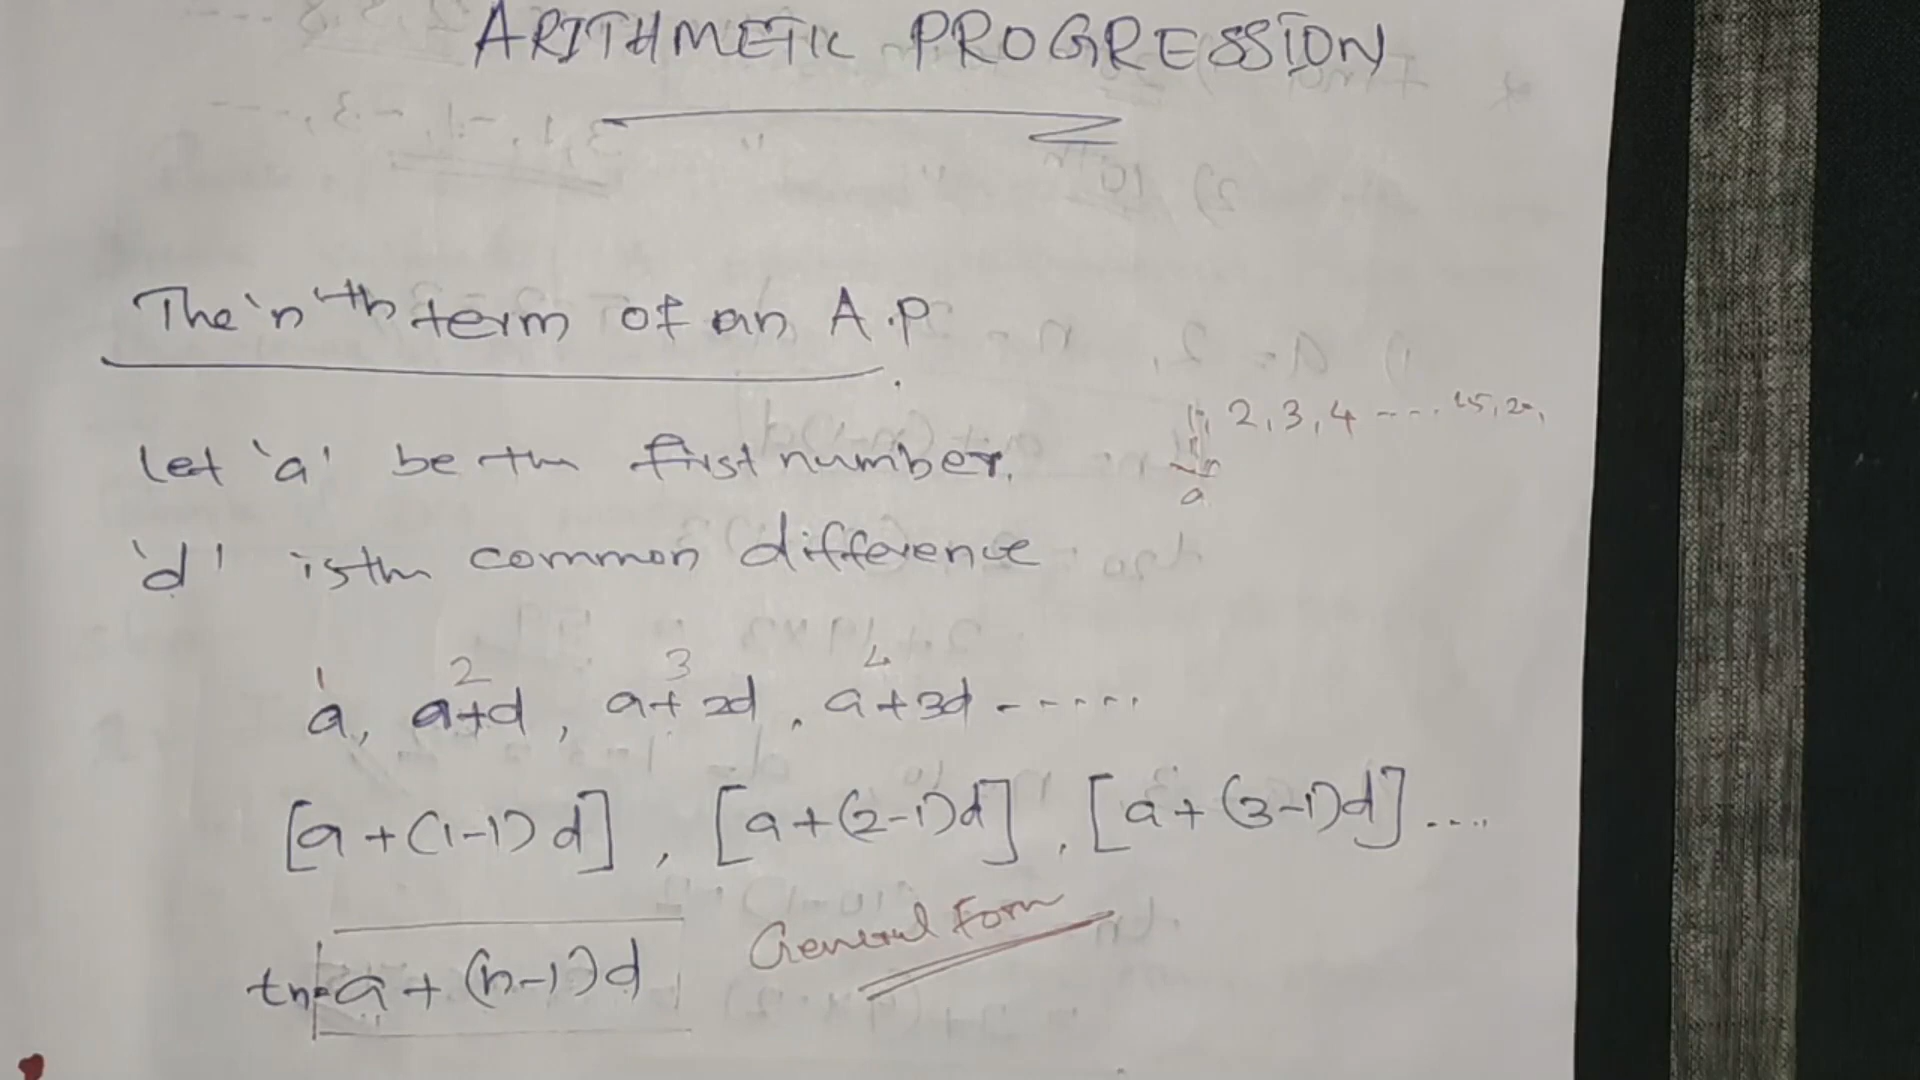 ARITHMETIC PROGRESSION
The 'n'th term of an A.P.
Let 'a' be the first number.
1, 2, 3, 4 ---- 15, 20,
a
'd' is the common difference
1 2 3 4
a, a+d, a+2d, a+3d ------
[a+(1-1)d], [a+(2-1)d], [a+(3-1)d]....
tn=a+(n-1)d
General Form